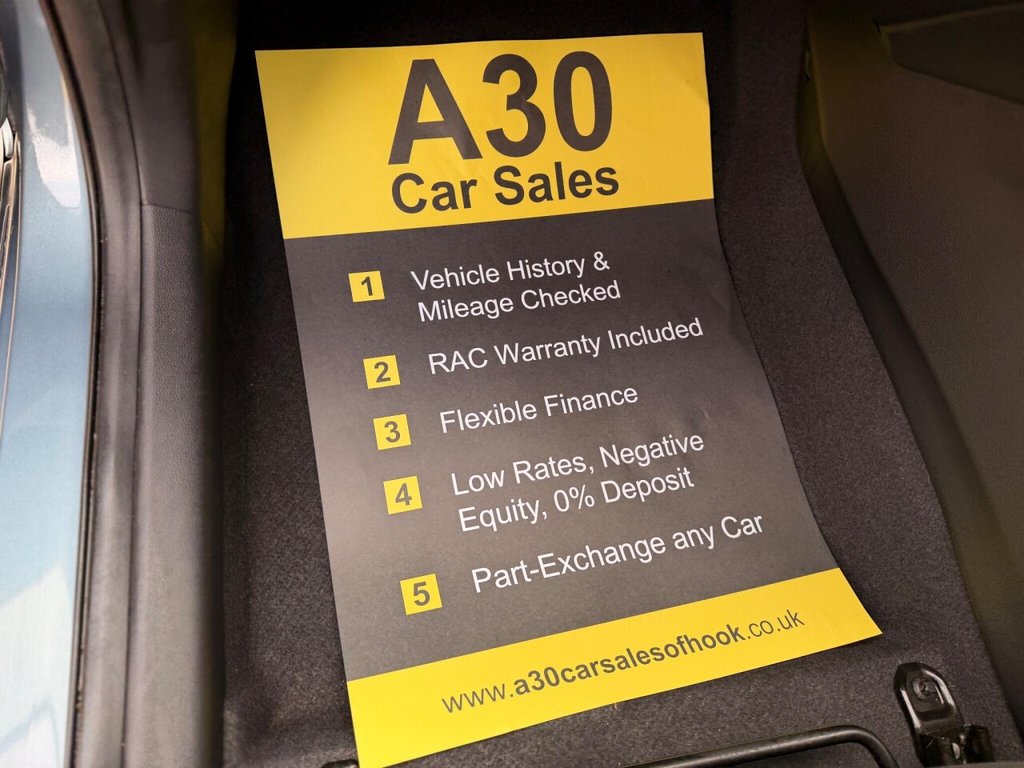 A30
Car Sales
1 Vehicle History &
Mileage Checked
2 RAC Warranty Included
3 Flexible Finance
4 Low Rates, Negative
Equity, 0% Deposit
5 Part-Exchange any Car
www.a30carsalesofhook.co.uk